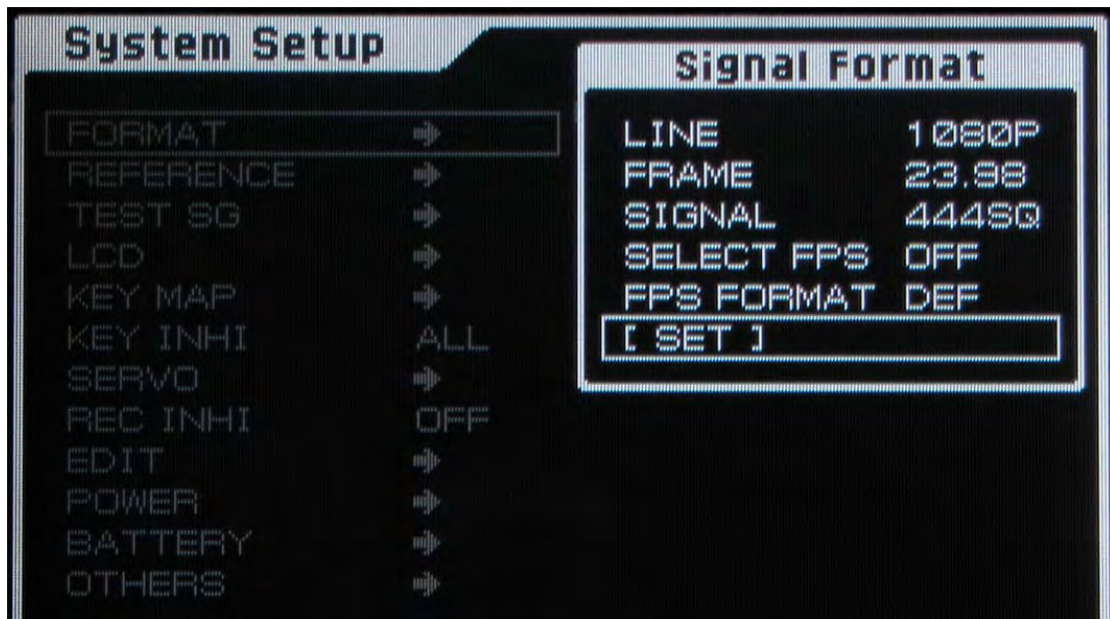 System Setup
FORMAT
REFERENCE
TEST SG
LCD
KEY MAP
KEY INHI ALL
SERVO
REC INHI OFF
EDIT
POWER
BATTERY
OTHERS
Signal Format
LINE 1080P
FRAME 23.98
SIGNAL 444SQ
SELECT FPS OFF
FPS FORMAT DEF
[ SET ]